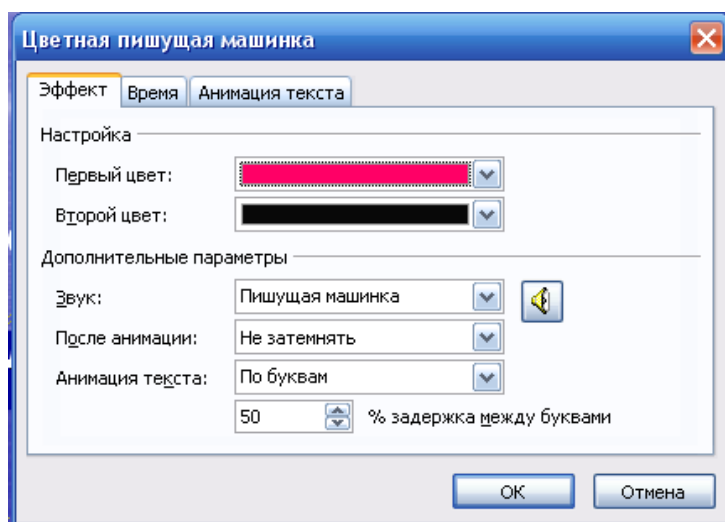 Цветная пишущая машинка
Эффект Время Анимация текста
Настройка
Первый цвет:
Второй цвет:
Дополнительные параметры
Звук: Пишущая машинка
После анимации: Не затемнять
Анимация текста: По буквам
50 % задержка между буквами
ОК Отмена